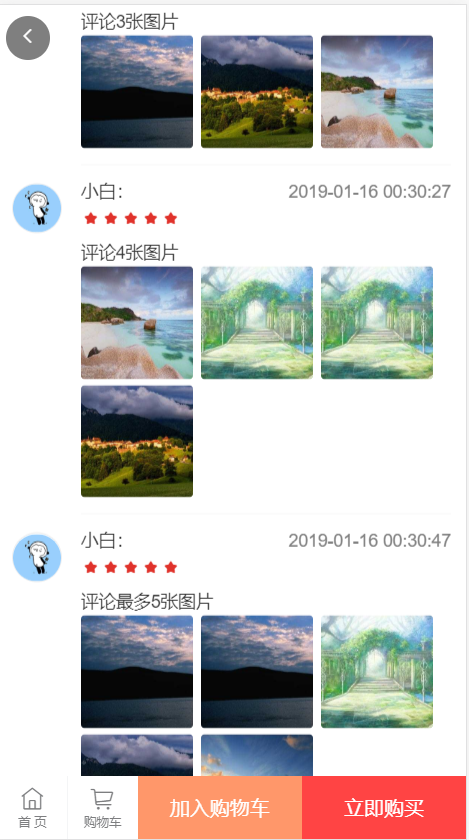 评论3张图片
小白：
2019-01-16 00:30:27
评论4张图片
小白：
2019-01-16 00:30:47
评论最多5张图片
首 页
购物车
加入购物车
立即购买